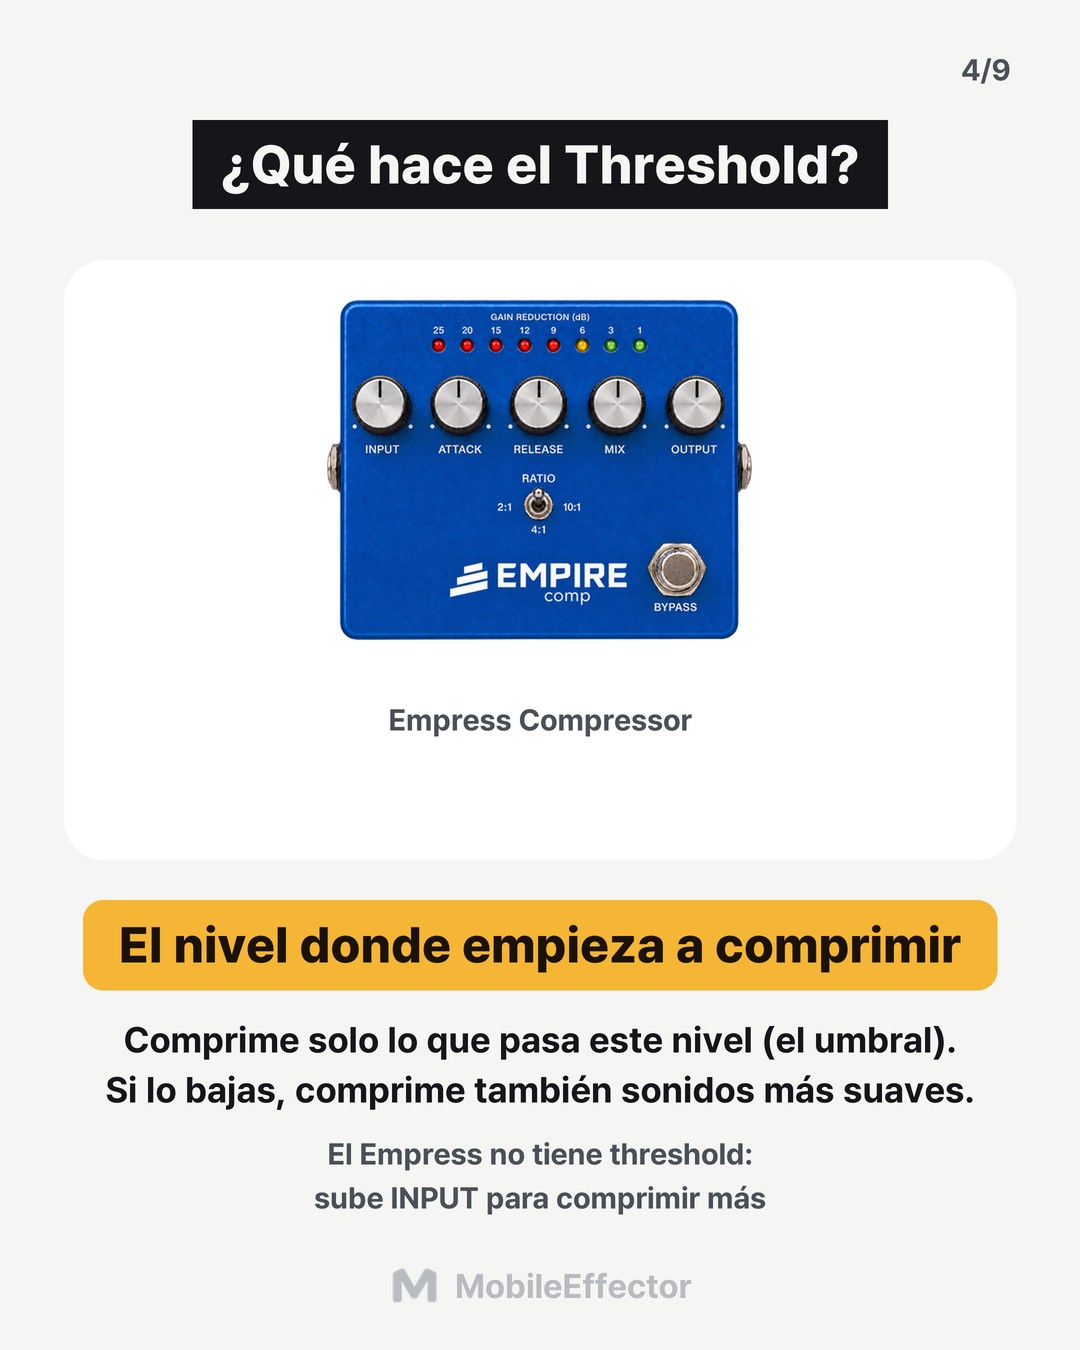 4/9
¿Qué hace el Threshold?
GAIN REDUCTION (dB)
25 20 15 12 9 6 3 1
INPUT ATTACK RELEASE MIX OUTPUT
RATIO
2:1 10:1
4:1
EMPIRE
comp
BYPASS
Empress Compressor
El nivel donde empieza a comprimir
Comprime solo lo que pasa este nivel (el umbral).
Si lo bajas, comprime también sonidos más suaves.
El Empress no tiene threshold:
sube INPUT para comprimir más
MobileEffector